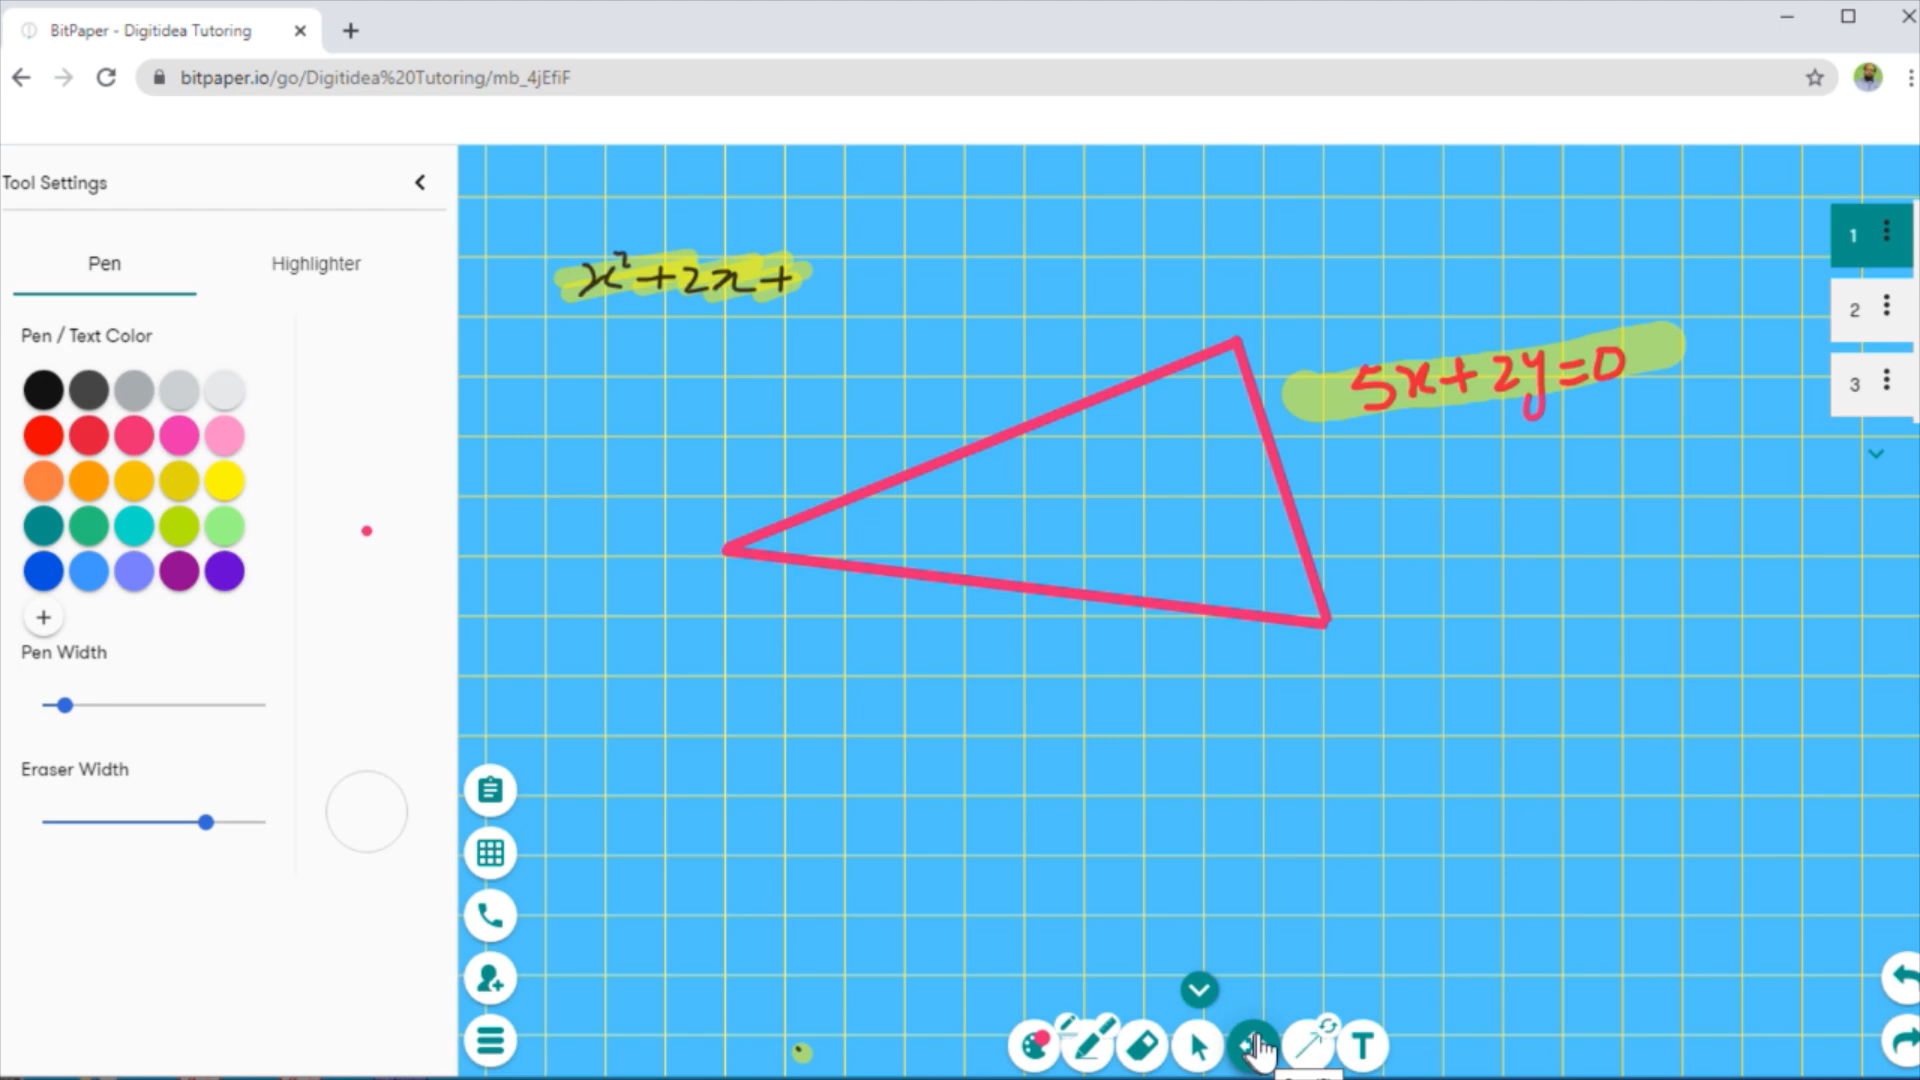 BitPaper - Digitidea Tutoring
bitpaper.io/go/Digitidea%20Tutoring/mb_4jEfiF
Tool Settings
Pen
Highlighter
Pen / Text Color
Pen Width
Eraser Width
x²+2x+
5x+2y=0
1
2
3
T